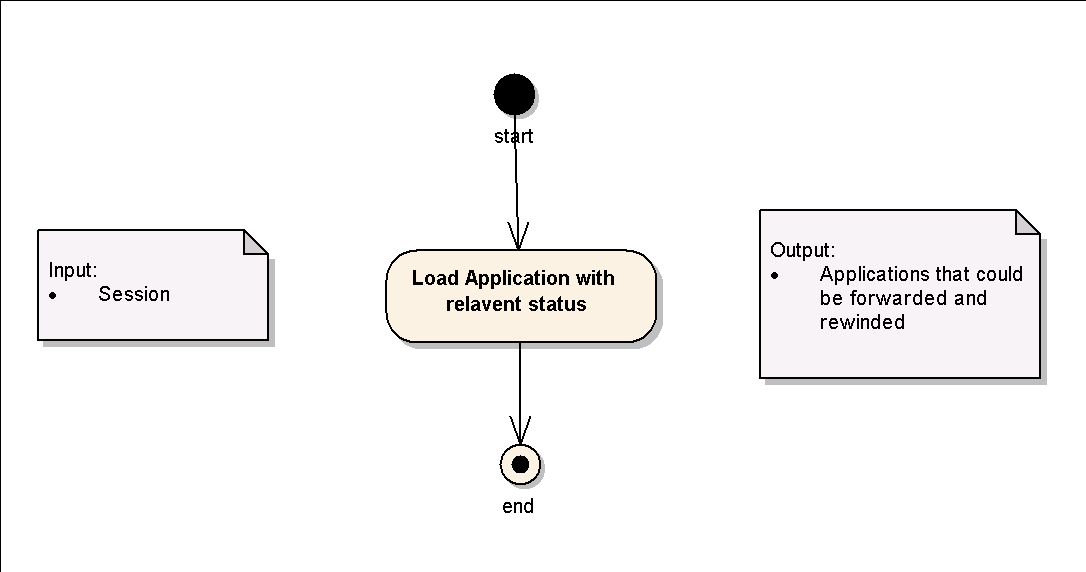 start
Input:
• Session
Load Application with
relavent status
Output:
• Applications that could
be forwarded and
rewinded
end